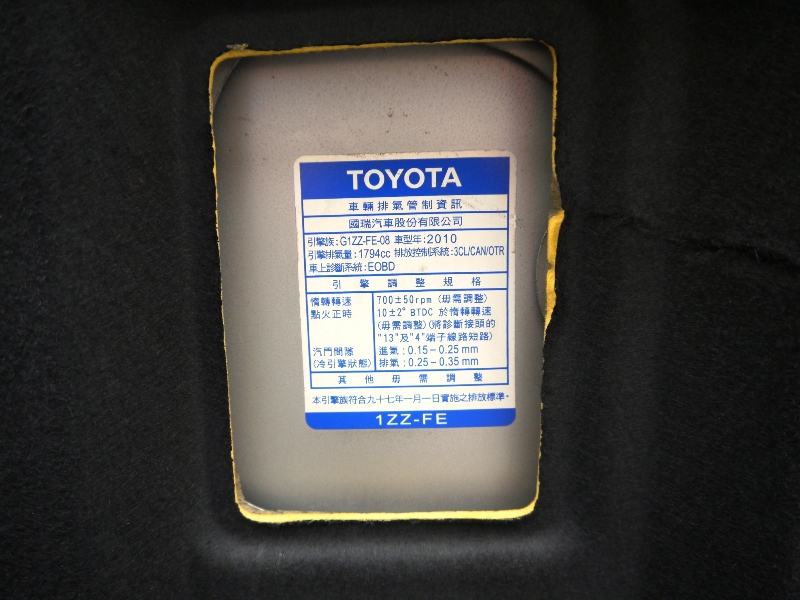 TOYOTA
車輛排氣管制資訊
國瑞汽車股份有限公司
引擎族:G1ZZ-FE-08 車型年:2010
引擎排氣量:1794cc 排放控制系統:3CL/CAN/OTR
車上診斷系統:EOBD
引擎調整規格
惰轉轉速 700±50rpm (毋需調整)
點火正時 10±2° BTDC 於惰轉轉速
(毋需調整)(將診斷接頭的
"13"及"4"端子線路短路)
汽門間隙 進氣:0.15-0.25mm
(冷引擎狀態) 排氣:0.25-0.35mm
其他毋需調整
本引擎族符合九十七年一月一日實施之排放標準。
1ZZ-FE